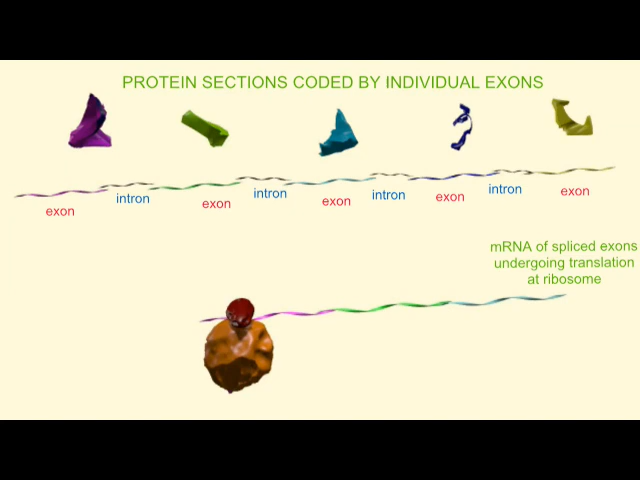 PROTEIN SECTIONS CODED BY INDIVIDUAL EXONS
exon
intron
exon
intron
exon
intron
exon
intron
exon
mRNA of spliced exons
undergoing translation
at ribosome